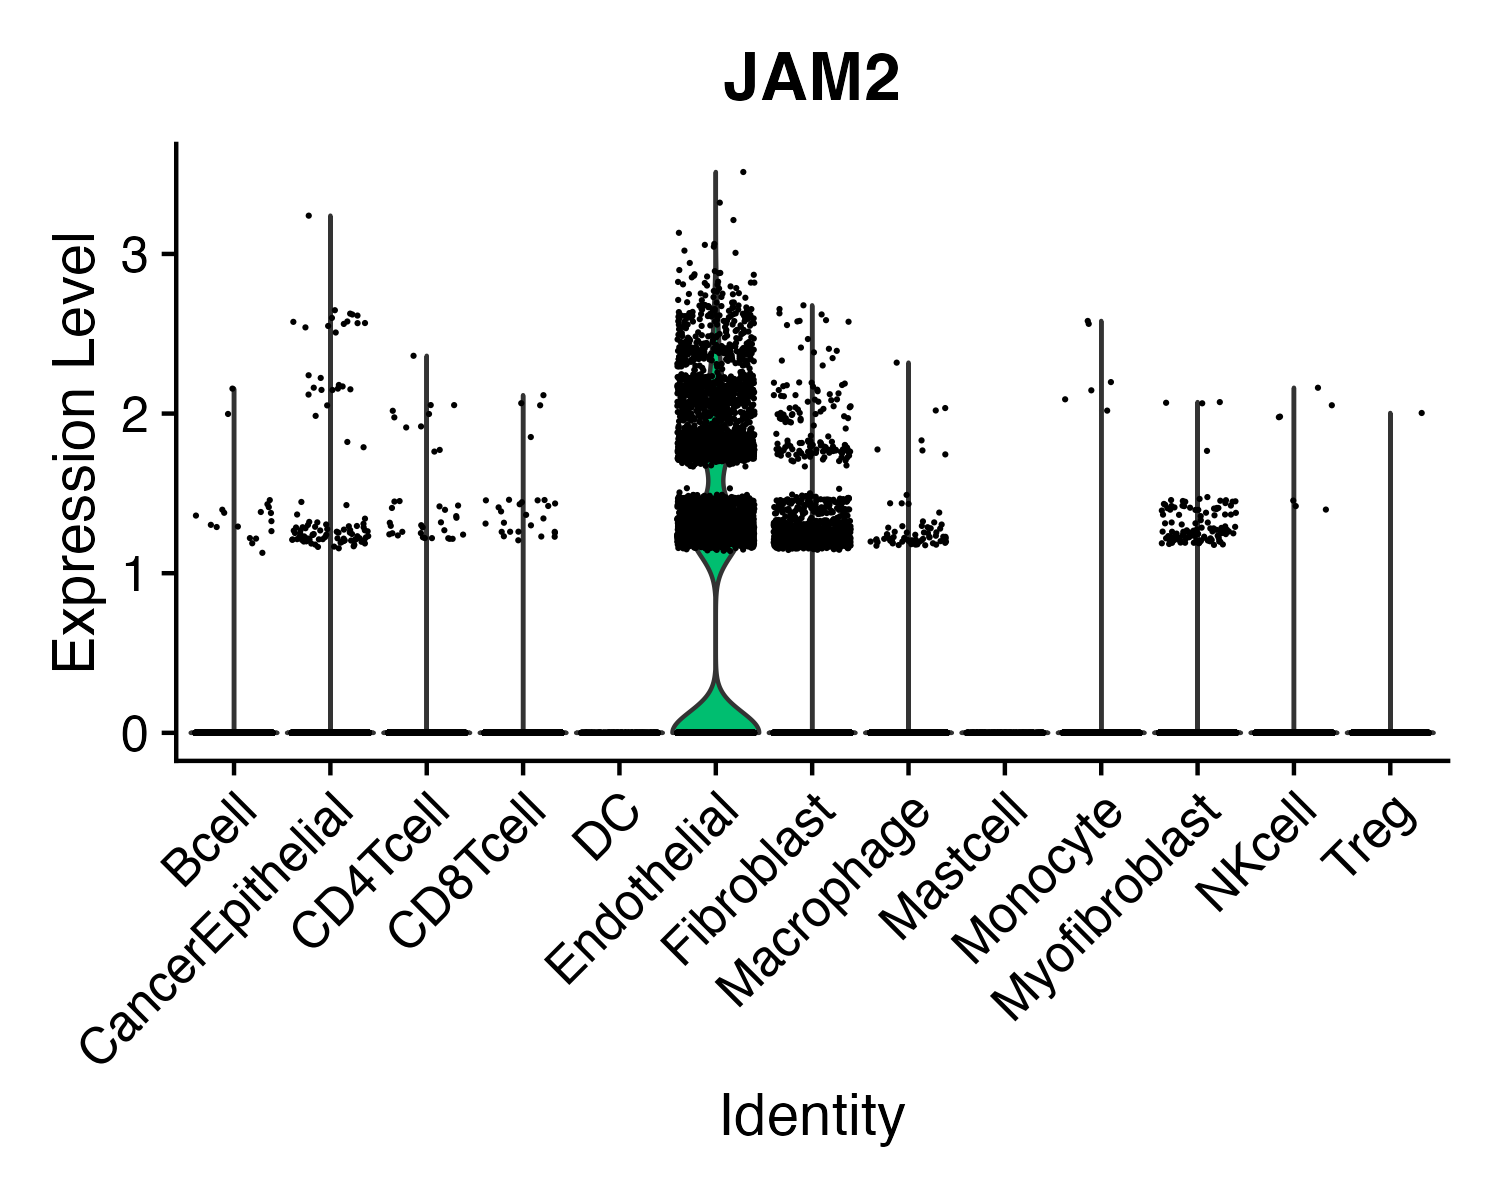 JAM2
Expression Level
3
2
1
0
Bcell
CancerEpithelial
CD4Tcell
CD8Tcell
DC
Endothelial
Fibroblast
Macrophage
Mastcell
Monocyte
Myofibroblast
NKcell
Treg
Identity